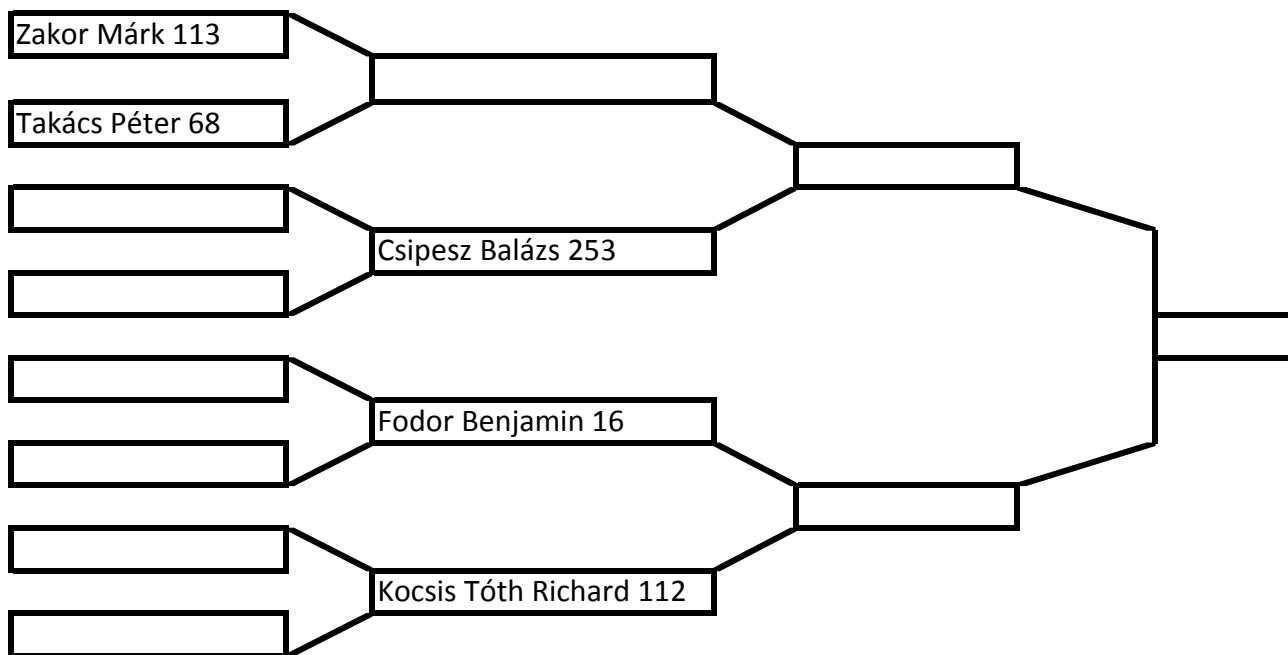 Zakor Márk 113
Takács Péter 68
Csipesz Balázs 253
Fodor Benjamin 16
Kocsis Tóth Richard 112